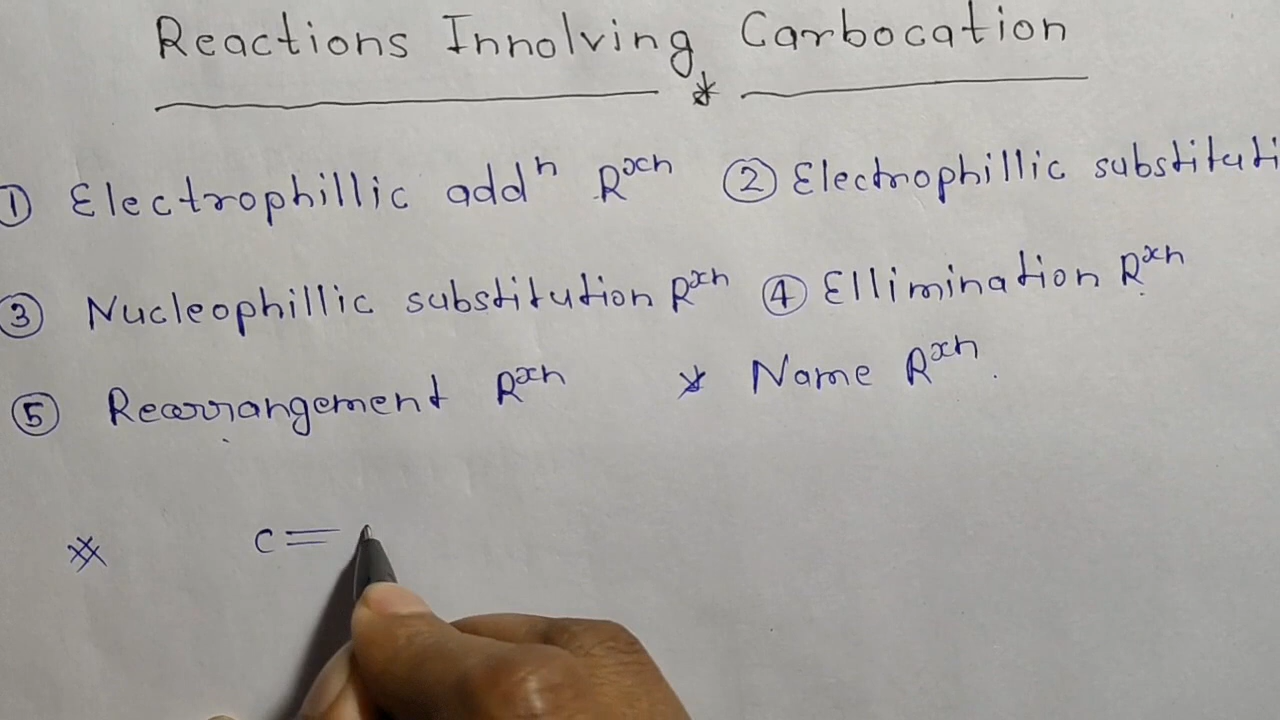 Reactions Innolving Carbocation
*
① Electrophillic addⁿ Rˣⁿ ② Electrophillic substituti
③ Nucleophillic substitution Rˣⁿ ④ Ellimination Rˣⁿ
⑤ Rearrangement Rˣⁿ * Name Rˣⁿ.
* c=